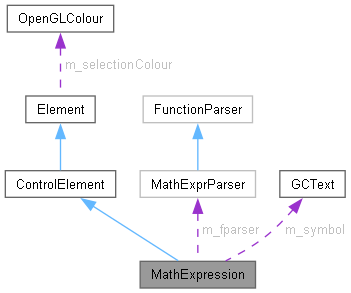 OpenGLColour
m_selectionColour
Element
FunctionParser
ControlElement
MathExprParser
GCText
m_fparser
m_symbol
MathExpression